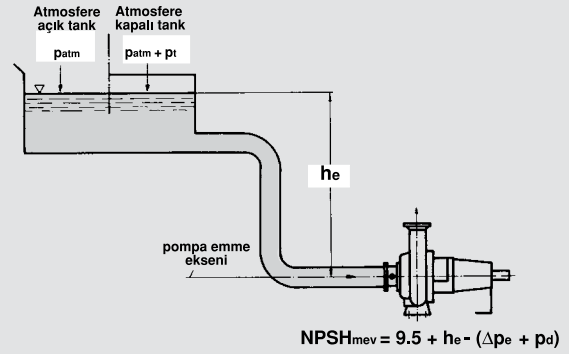 Atmosfere
açık tank
patm
Atmosfere
kapalı tank
patm + pt
he
pompa emme
ekseni
NPSHmev = 9.5 + he - (Δpe + pd)